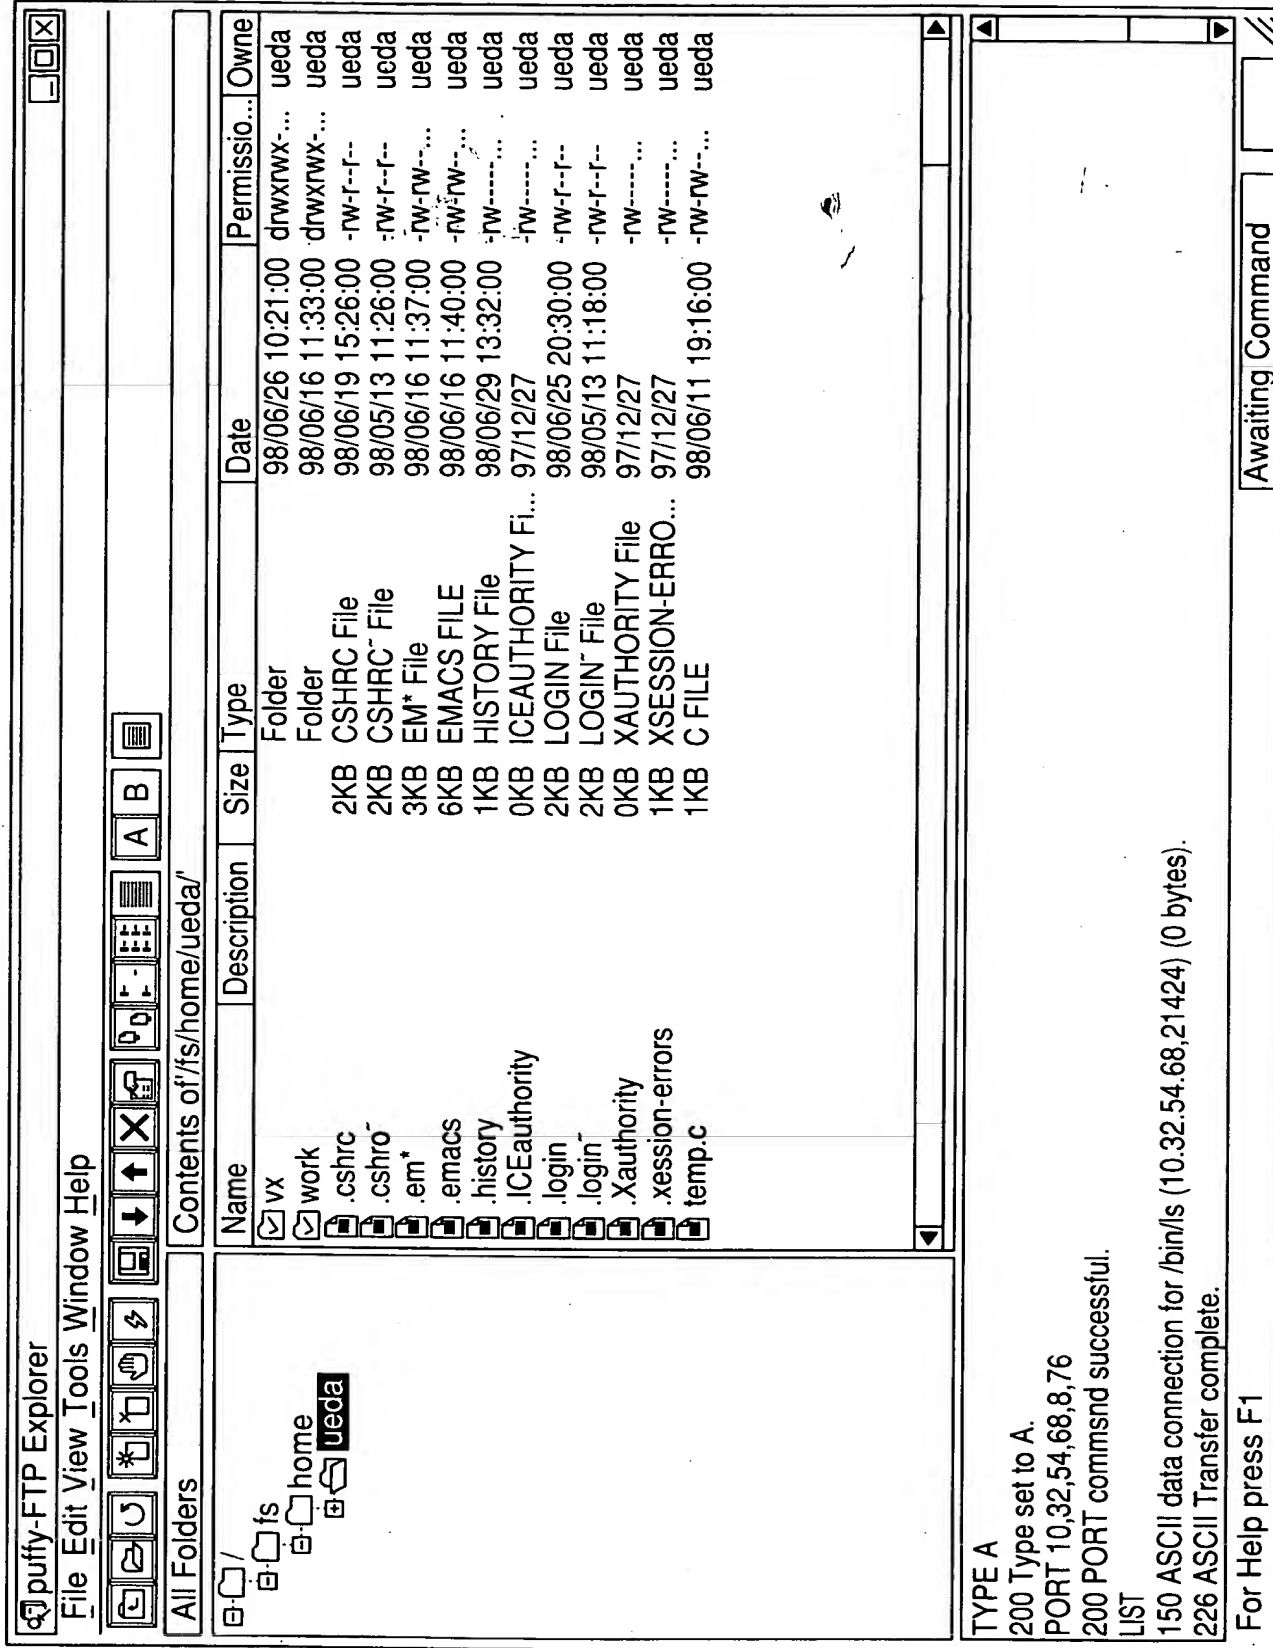 puffy-FTP Explorer
File Edit View Tools Window Help
A B
All Folders
Contents of'/fs/home/ueda/'
/
fs
home
ueda
Name Description Size Type Date Permissio... Owne
vx Folder 98/06/26 10:21:00 drwxrwx-... ueda
work Folder 98/06/16 11:33:00 drwxrwx-... ueda
.cshrc 2KB CSHRC File 98/06/19 15:26:00 -rw-r--r-- ueda
.cshro~ 2KB CSHRC~ File 98/05/13 11:26:00 -rw-r--r-- ueda
.em* 3KB EM* File 98/06/16 11:37:00 -rw-rw--... ueda
.emacs 6KB EMACS FILE 98/06/16 11:40:00 -rw-rw--... ueda
.history 1KB HISTORY File 98/06/29 13:32:00 -rw-----... ueda
.ICEauthority 0KB ICEAUTHORITY Fi... 97/12/27 -rw-----... ueda
.login 2KB LOGIN File 98/06/25 20:30:00 -rw-r--r-- ueda
.login~ 2KB LOGIN~ File 98/05/13 11:18:00 -rw-r--r-- ueda
.Xauthority 0KB XAUTHORITY File 97/12/27 -rw-----... ueda
.xession-errors 1KB XSESSION-ERRO... 97/12/27 -rw-----... ueda
temp.c 1KB C FILE 98/06/11 19:16:00 -rw-rw--... ueda
TYPE A
200 Type set to A.
PORT 10,32,54,68,8,76
200 PORT commsnd successful.
LIST
150 ASCII data connection for /bin/ls (10.32.54.68,21424) (0 bytes).
226 ASCII Transfer complete.
For Help press F1
Awaiting Command